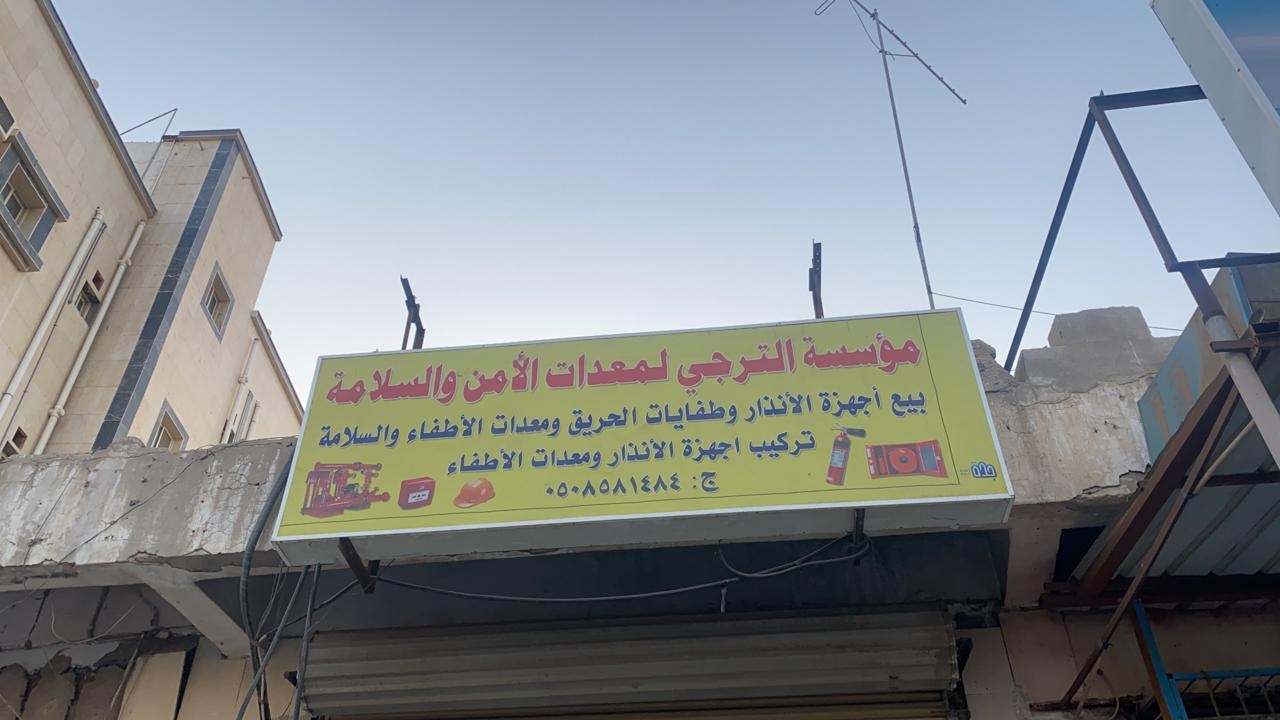 مؤسسة الترجي لمعدات الأمن والسلامة
بيع أجهزة الأنذار وطفايات الحريق ومعدات الأطفاء والسلامة
تركيب اجهزة الأنذار ومعدات الأطفاء
ج: ٠٥٠٨٥٨١٤٨٤